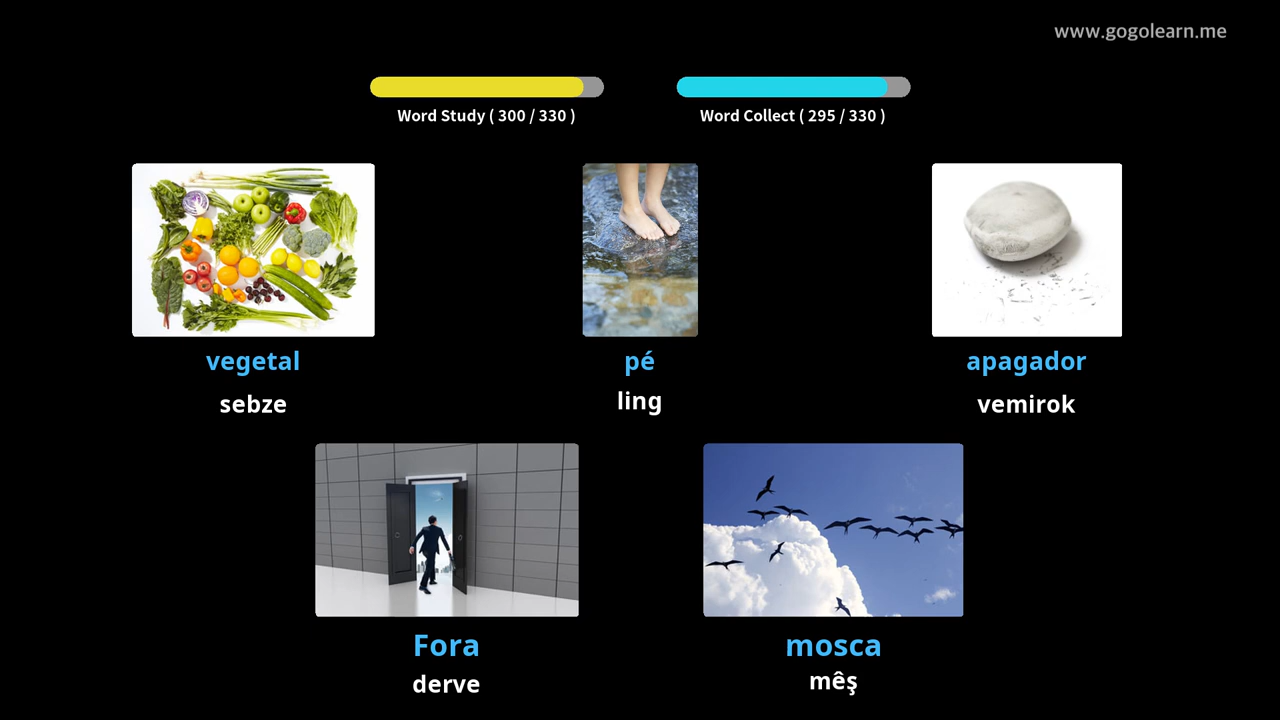 www.gogolearn.me
Word Study ( 300 / 330 )
Word Collect ( 295 / 330 )
vegetal
sebze
pé
ling
apagador
vemirok
Fora
derve
mosca
mêş